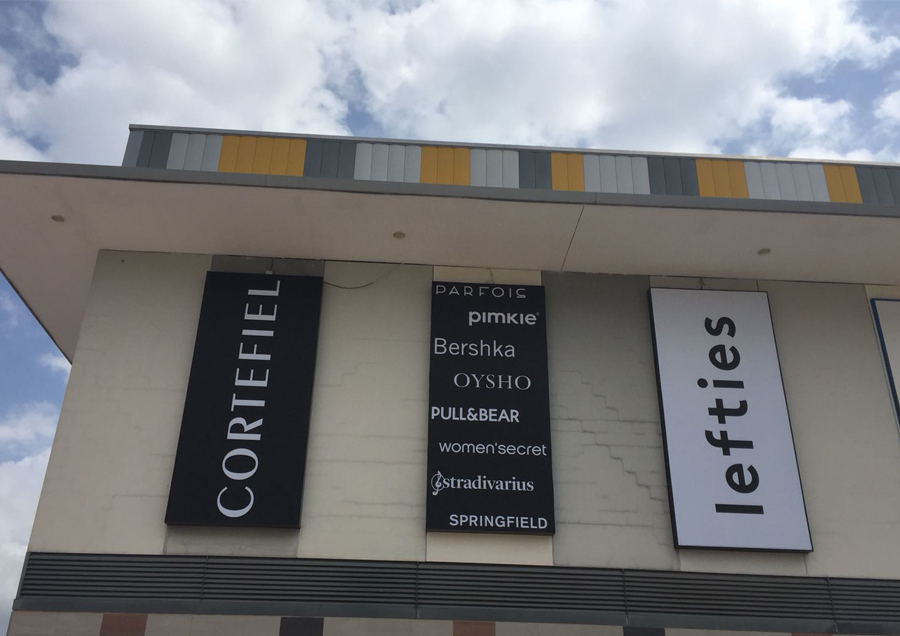 CORTEFIEL
PARFOIS
pimkie
Bershka
OYSHO
PULL&BEAR
women'secret
stradivarius
SPRINGFIELD
lefties